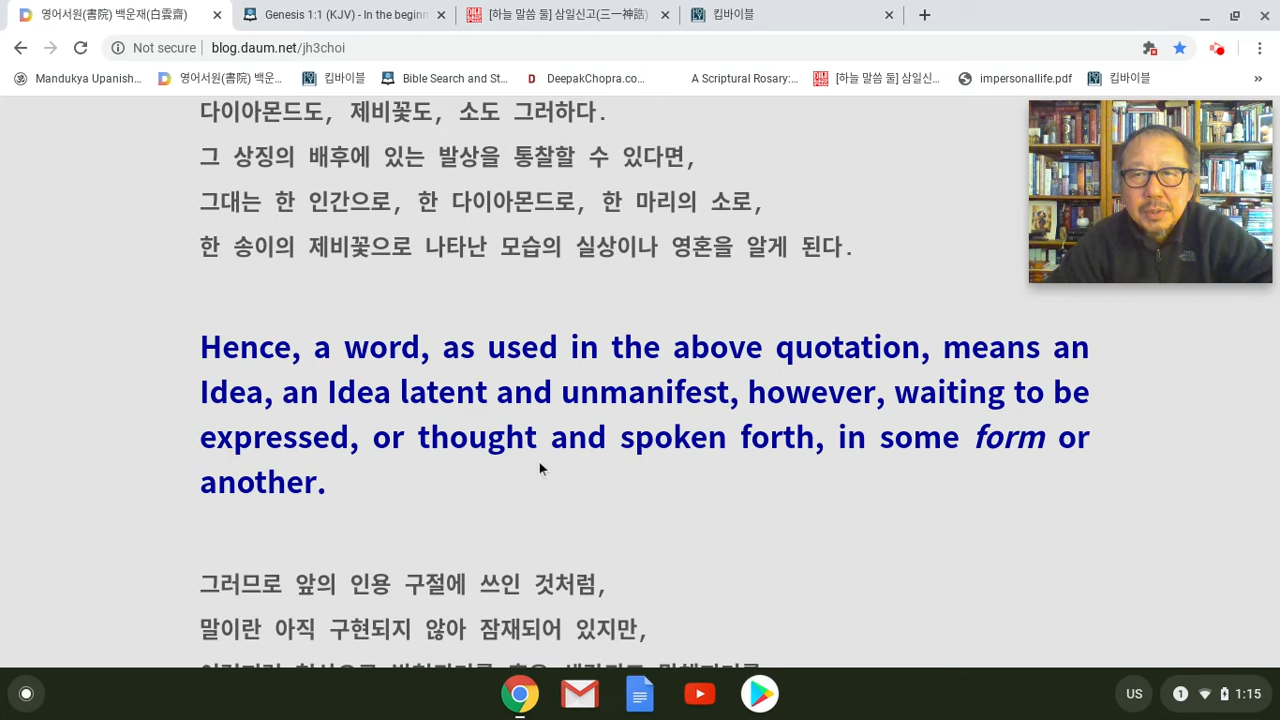 영어서원(書院) 백운재(白雲齋)
Genesis 1:1 (KJV) - In the beginn
[하늘 말씀 둘] 삼일신고(三一神誥)
킵바이블
Not secure
blog.daum.net/jh3choi
Mandukya Upanish...
영어서원(書院) 백운...
킵바이블
Bible Search and St...
DeepakChopra.co...
A Scriptural Rosary:...
[하늘 말씀 둘] 삼일신...
impersonallife.pdf
킵바이블
다이아몬드도, 제비꽃도, 소도 그러하다.
그 상징의 배후에 있는 발상을 통찰할 수 있다면,
그대는 한 인간으로, 한 다이아몬드로, 한 마리의 소로,
한 송이의 제비꽃으로 나타난 모습의 실상이나 영혼을 알게 된다.
Hence, a word, as used in the above quotation, means an
Idea, an Idea latent and unmanifest, however, waiting to be
expressed, or thought and spoken forth, in some form or
another.
그러므로 앞의 인용 구절에 쓰인 것처럼,
말이란 아직 구현되지 않아 잠재되어 있지만,
US
1
1:15